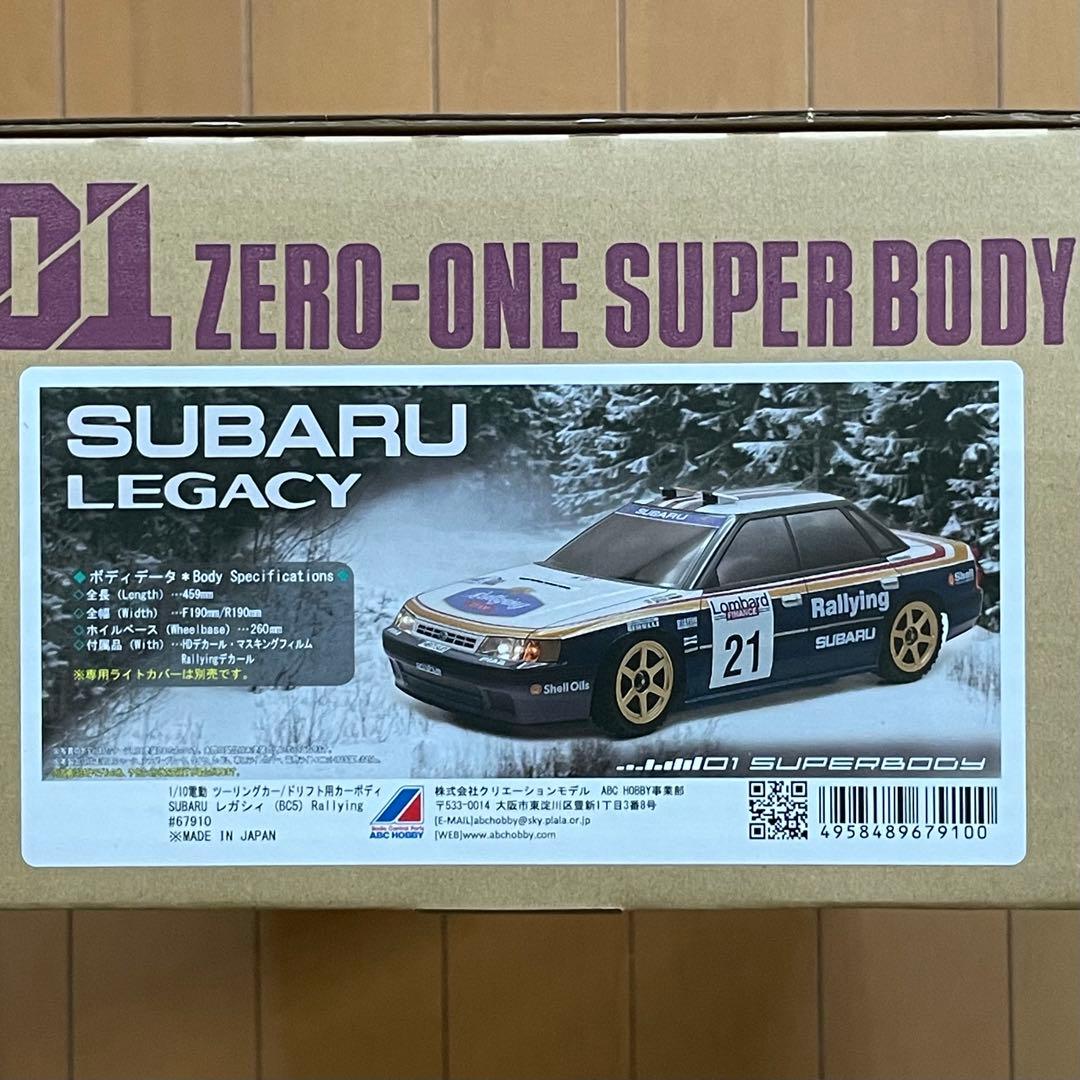 01 ZERO-ONE SUPER BODY
SUBARU
LEGACY
◆ボディデータ*Body Specifications◆
◇全長 (Length) …459mm
◇全幅 (Width) …F190mm/R190mm
◇ホイルベース (Wheelbase) …260mm
◇付属品 (With) …HDデカール・マスキングフィルム
Rallyingデカール
※専用ライトカバーは別売です。
SUBARU
Lombard
FINANCE
21
Rallying
SUBARU
Shell
Shell Oils
PIRELLI
01 SUPERBODY
1/10電動 ツーリングカー/ドリフト用カーボディ
SUBARU レガシィ (BC5) Rallying
#67910
※MADE IN JAPAN
Radio Control Parts
ABC HOBBY
株式会社クリエーションモデル ABC HOBBY事業部
〒533-0014 大阪市東淀川区豊新1丁目3番8号
[E-MAIL]abchobby@sky.plala.or.jp
[WEB]www.abchobby.com
4958489679100